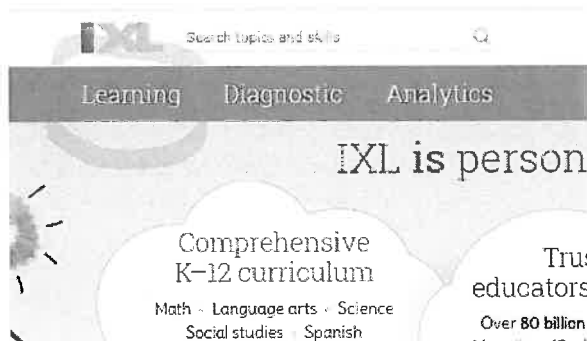 IXL Search topics and skills
Learning Diagnostic Analytics
IXL is person
Comprehensive
K–12 curriculum
Math · Language arts · Science
Social studies · Spanish
Trus
educators
Over 80 billion